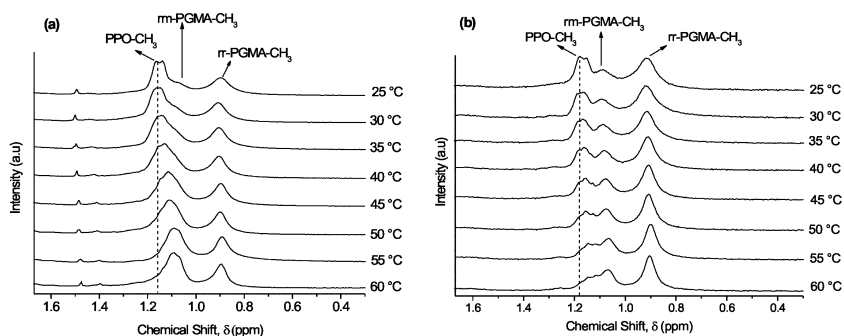 (a)
rm-PGMA-CH3
PPO-CH3
rr-PGMA-CH3
25 °C
30 °C
35 °C
40 °C
45 °C
50 °C
55 °C
60 °C
Intensity (a.u)
1.6 1.4 1.2 1.0 0.8 0.6 0.4
Chemical Shift, δ (ppm)
(b)
rm-PGMA-CH3
PPO-CH3
rr-PGMA-CH3
25 °C
30 °C
35 °C
40 °C
45 °C
50 °C
55 °C
60 °C
Intensity (a.u)
1.6 1.4 1.2 1.0 0.8 0.6 0.4
Chemical Shift, δ (ppm)